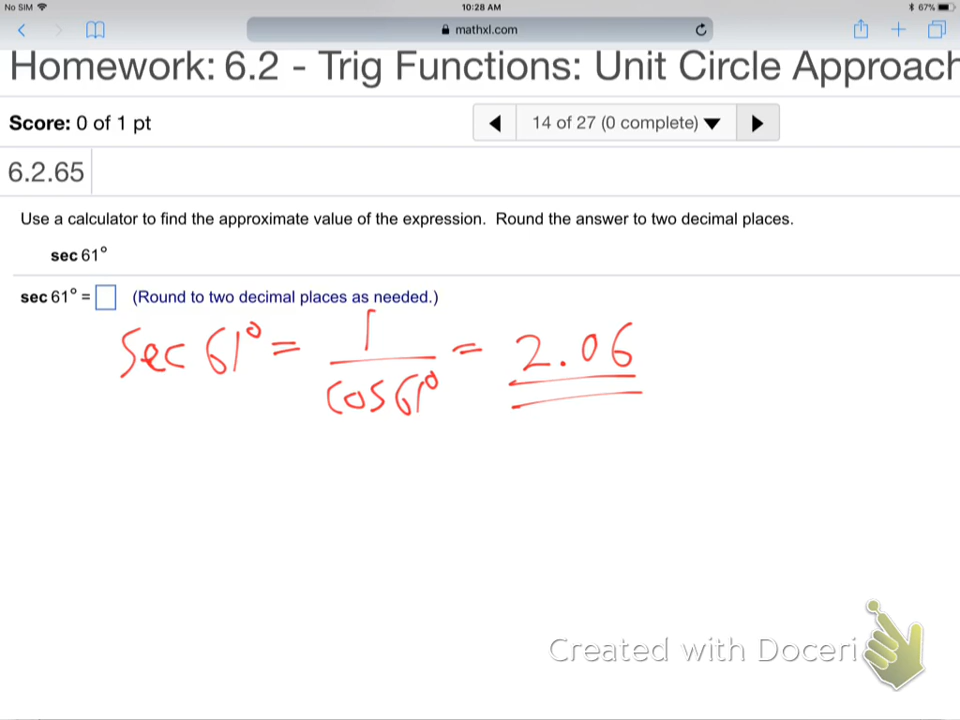 No SIM 10:28 AM 67%
mathxl.com
Homework: 6.2 - Trig Functions: Unit Circle Approach
Score: 0 of 1 pt 14 of 27 (0 complete)
6.2.65
Use a calculator to find the approximate value of the expression. Round the answer to two decimal places.
sec 61°
sec 61° = (Round to two decimal places as needed.)
sec 61° = 1 / cos 61° = 2.06
Created with Doceri